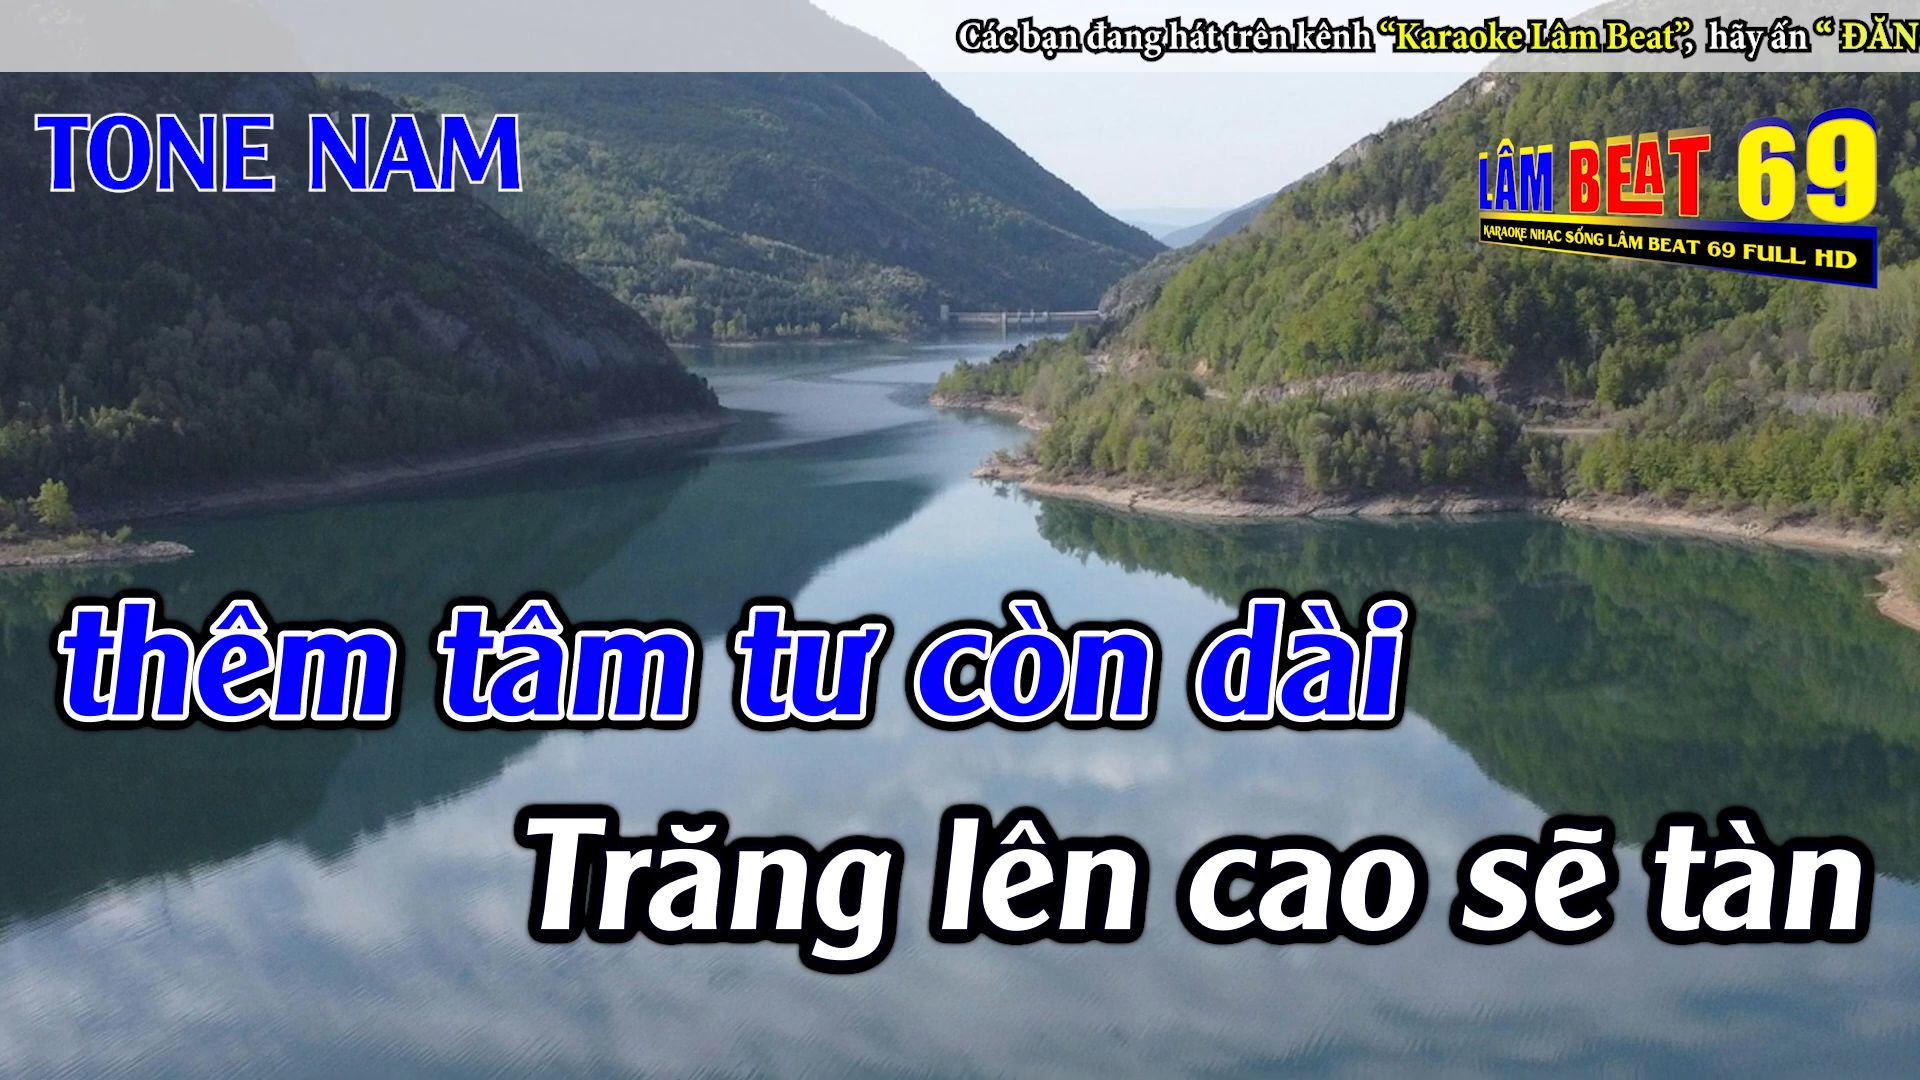 Các bạn đang hát trên kênh “Karaoke Lâm Beat”, hãy ấn “ ĐĂN
TONE NAM
LÂM BEAT 69
KARAOKE NHẠC SỐNG LÂM BEAT 69 FULL HD
thêm tâm tư còn dài
Trăng lên cao sẽ tàn